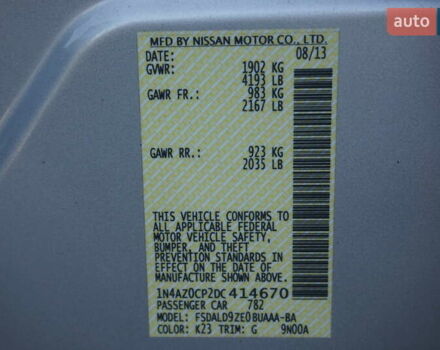 auto
MFD BY NISSAN MOTOR CO., LTD.
DATE: 08/13
GVWR: 1902 KG
4193 LB
GAWR FR.: 983 KG
2167 LB
GAWR RR.: 923 KG
2035 LB
THIS VEHICLE CONFORMS TO
ALL APPLICABLE FEDERAL
MOTOR VEHICLE SAFETY,
BUMPER, AND THEFT
PREVENTION STANDARDS IN
EFFECT ON THE DATE OF
MANUFACTURE SHOWN ABOVE.
1N4AZ0CP2DC414670
PASSENGER CAR 782
MODEL: FSDALD9ZE0BUAAA-BA
COLOR: K23 TRIM: G 9N00A